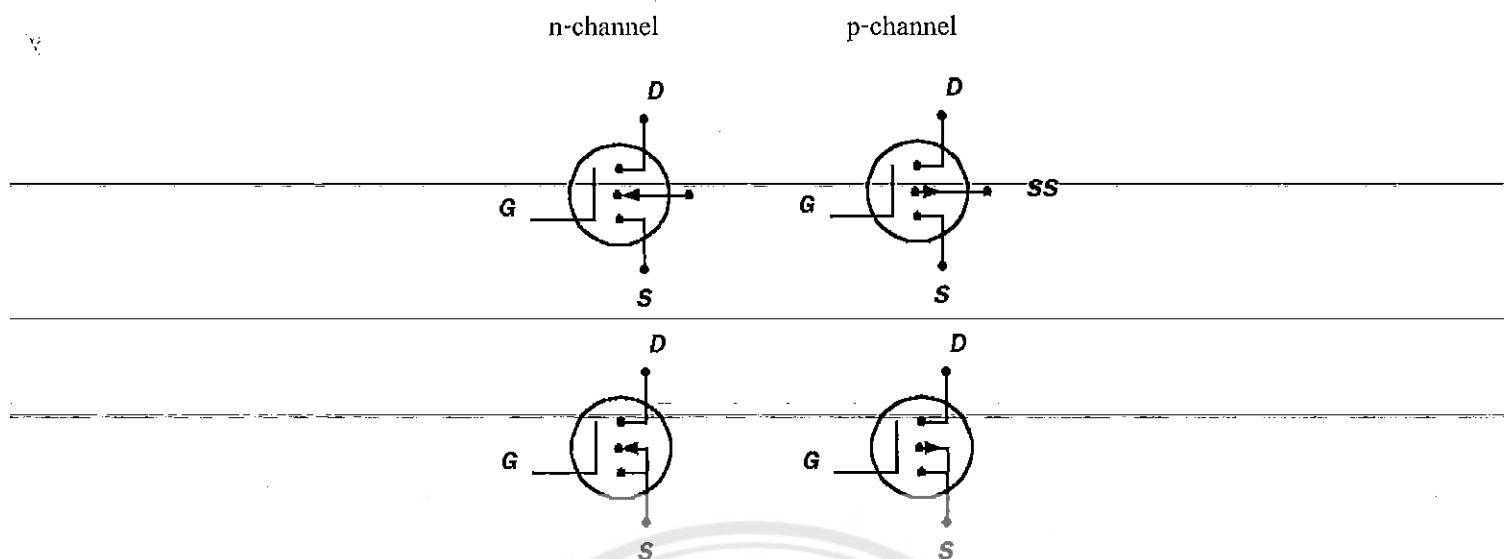 n-channel p-channel
D D
G G SS
S S
D D
G G
S S